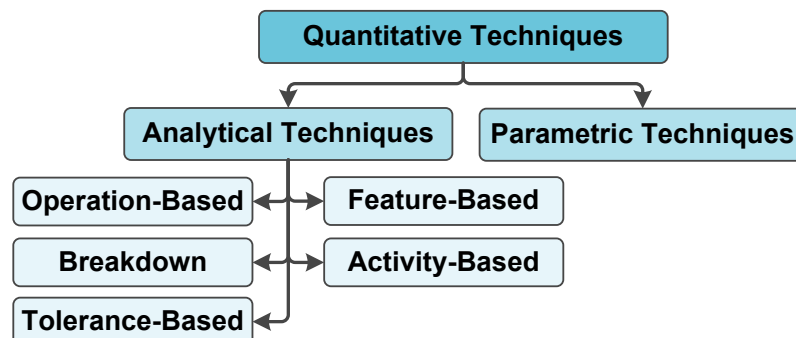 Quantitative Techniques
Analytical Techniques
Parametric Techniques
Operation-Based
Feature-Based
Breakdown
Activity-Based
Tolerance-Based